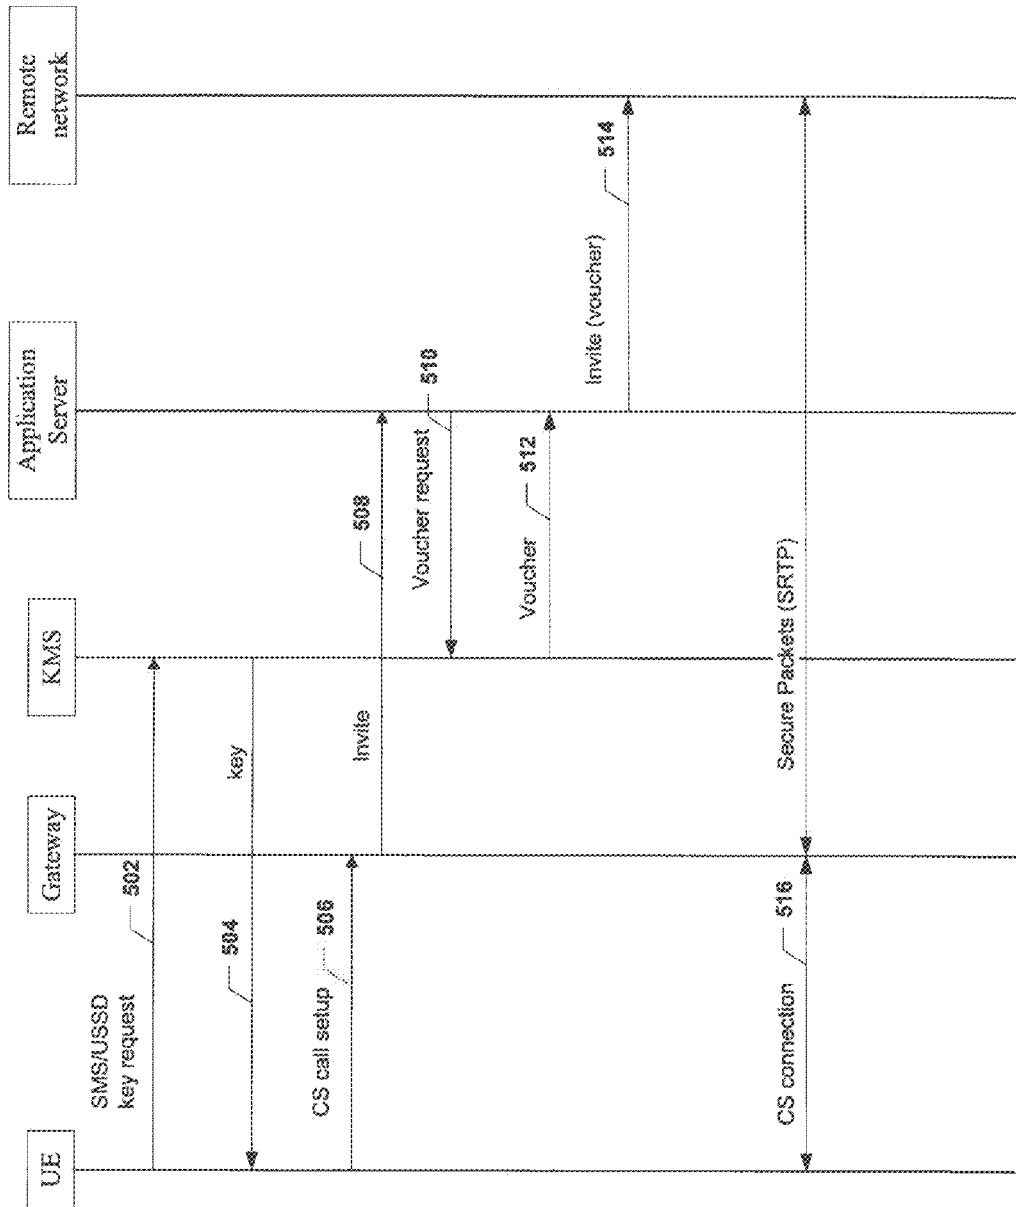 UE
Gateway
KMS
Application
Server
Remote
network
SMS/USSD
key request
502
key
504
CS call setup
506
Invite
508
Voucher request
510
Voucher
512
Invite (voucher)
514
CS connection
516
Secure Packets (SRTP)